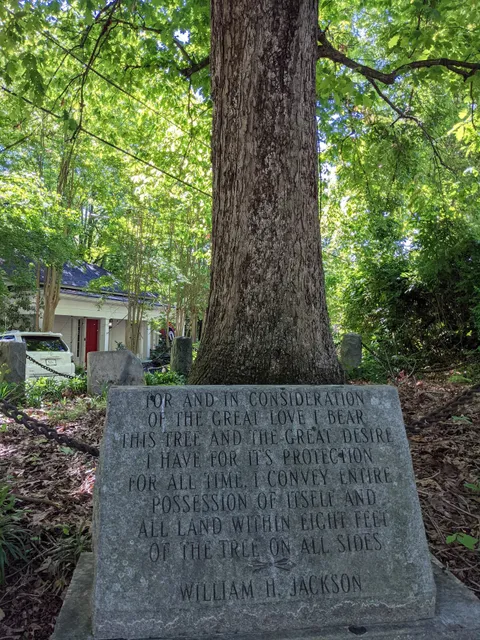 FOR AND IN CONSIDERATION
OF THE GREAT LOVE I BEAR
THIS TREE AND THE GREAT DESIRE
I HAVE FOR IT'S PROTECTION
FOR ALL TIME, I CONVEY ENTIRE
POSSESSION OF ITSELF AND
ALL LAND WITHIN EIGHT FEET
OF THE TREE ON ALL SIDES
WILLIAM H. JACKSON